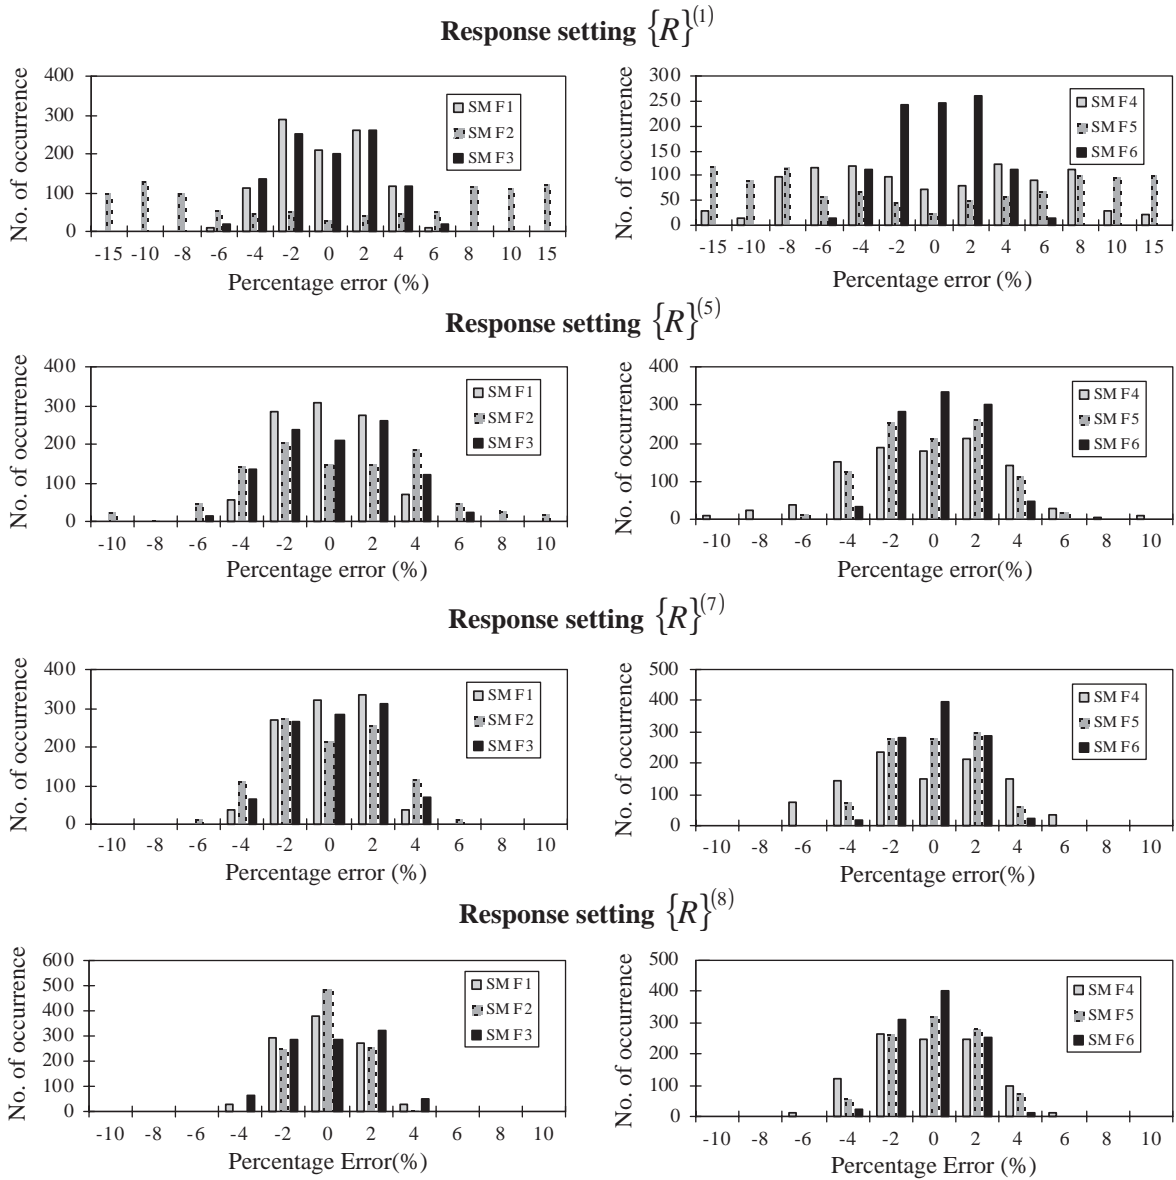 Response setting {R}^(1)
No. of occurrence
400
300
200
100
0
SM F1
SM F2
SM F3
-15 -10 -8 -6 -4 -2 0 2 4 6 8 10 15
Percentage error (%)
No. of occurrence
300
250
200
150
100
50
0
SM F4
SM F5
SM F6
-15 -10 -8 -6 -4 -2 0 2 4 6 8 10 15
Percentage error (%)
Response setting {R}^(5)
No. of occurrence
400
300
200
100
0
SM F1
SM F2
SM F3
-10 -8 -6 -4 -2 0 2 4 6 8 10
Percentage error (%)
No. of occurrence
400
300
200
100
0
SM F4
SM F5
SM F6
-10 -8 -6 -4 -2 0 2 4 6 8 10
Percentage error(%)
Response setting {R}^(7)
No. of occurrence
400
300
200
100
0
SM F1
SM F2
SM F3
-10 -8 -6 -4 -2 0 2 4 6 8 10
Percentage error (%)
No. of occurrence
500
400
300
200
100
0
SM F4
SM F5
SM F6
-10 -8 -6 -4 -2 0 2 4 6 8 10
Percentage error(%)
Response setting {R}^(8)
No. of occurrence
600
500
400
300
200
100
0
SM F1
SM F2
SM F3
-10 -8 -6 -4 -2 0 2 4 6 8 10
Percentage Error(%)
No. of occurrence
500
400
300
200
100
0
SM F4
SM F5
SM F6
-10 -8 -6 -4 -2 0 2 4 6 8 10
Percentage Error (%)